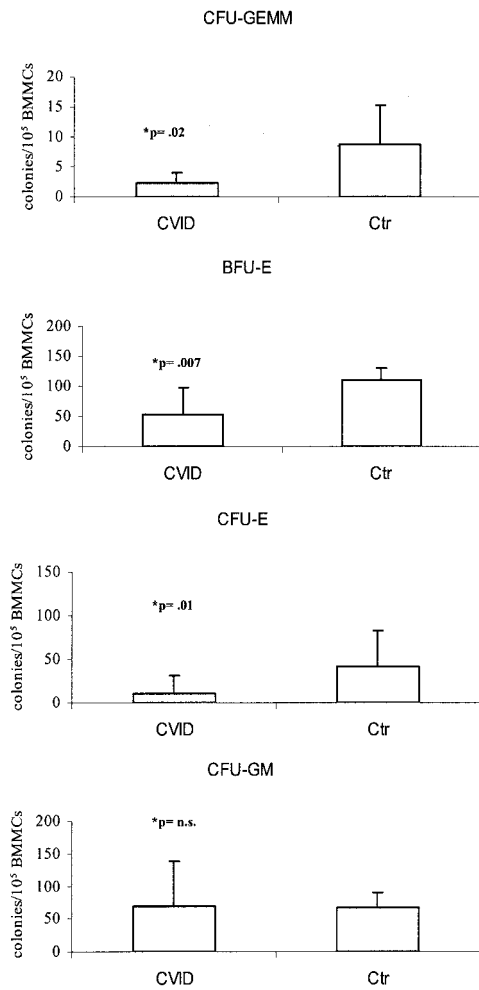 CFU-GEMM
colonies/10⁵ BMMCs
20
15
10
5
0
*p= .02
CVID Ctr
BFU-E
colonies/10⁵ BMMCs
200
150
100
50
0
*p= .007
CVID Ctr
CFU-E
colonies/10⁵ BMMCs
150
100
50
0
*p= .01
CVID Ctr
CFU-GM
colonies/10⁵ BMMCs
200
150
100
50
0
*p= n.s.
CVID Ctr